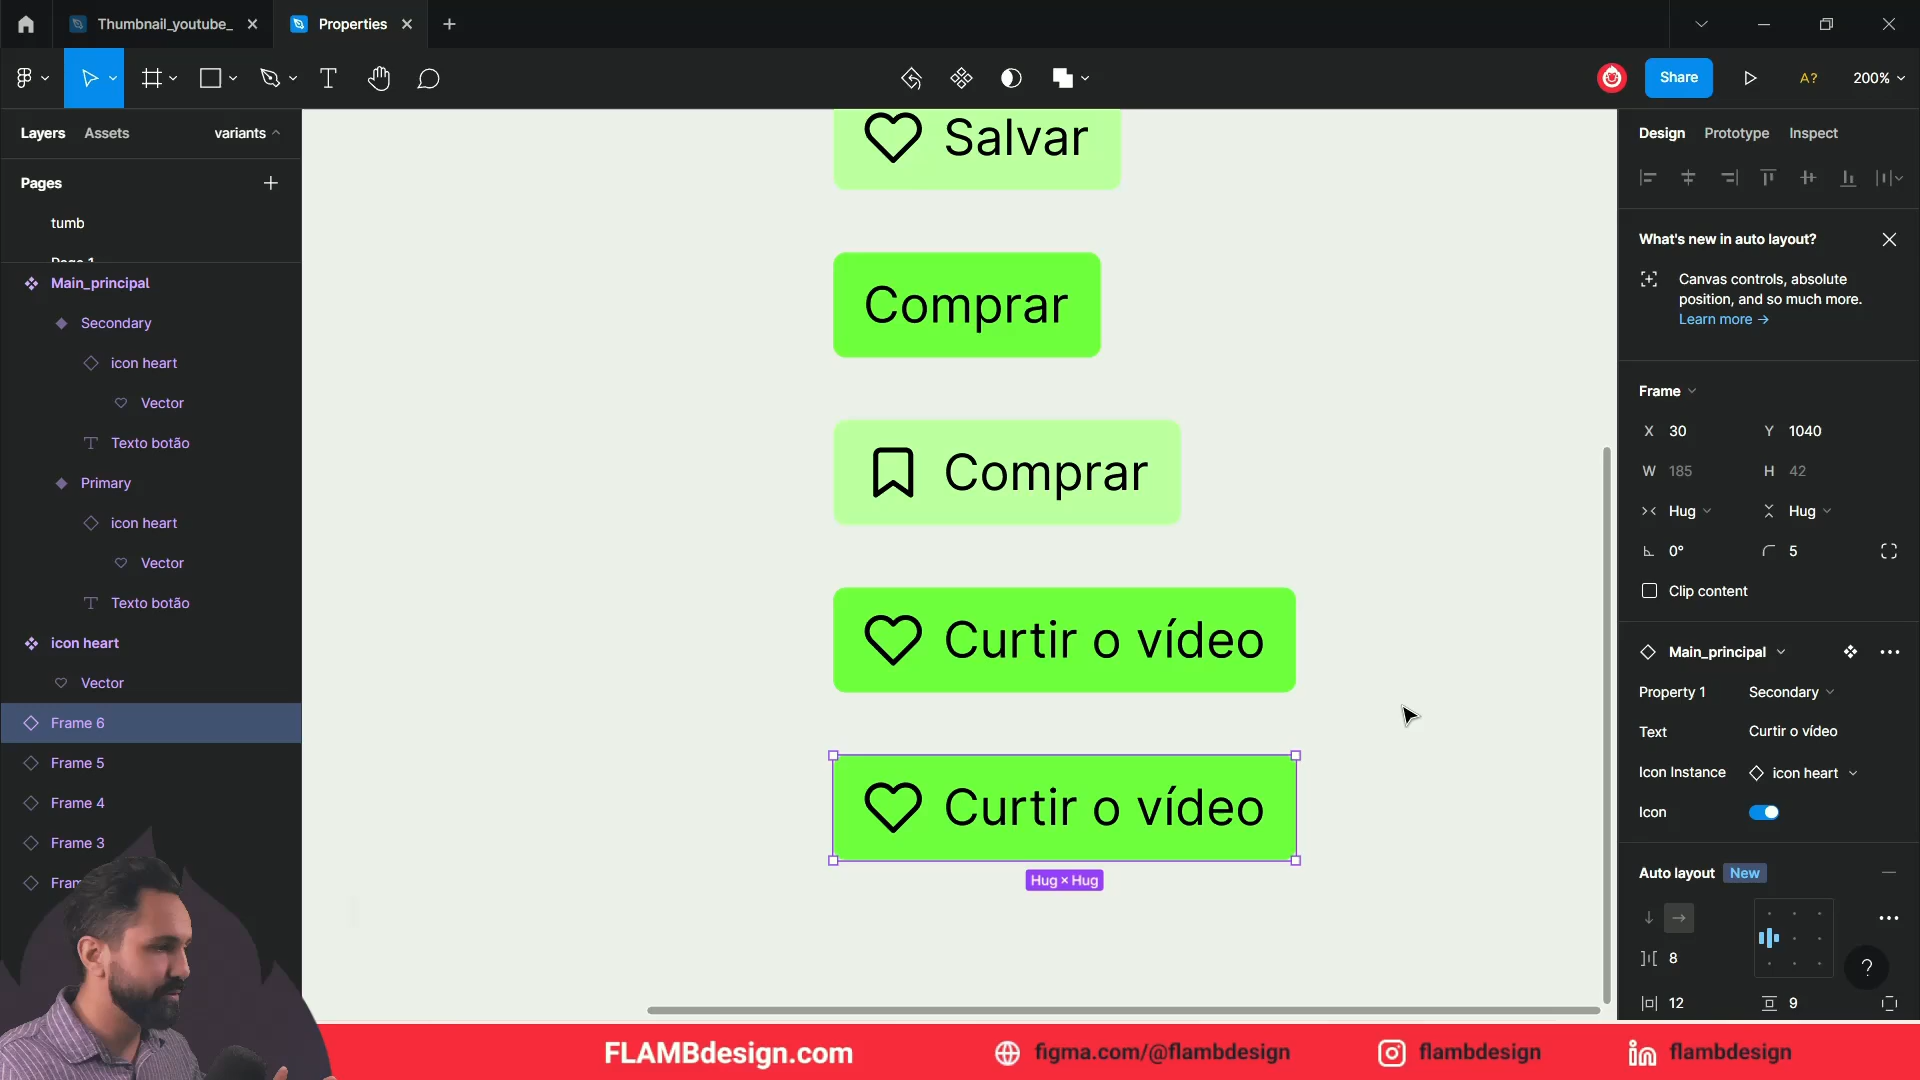 Thumbnail_youtube_
Properties
Share
A?
200%
Layers
Assets
variants
Pages
tumb
Page 1
Main_principal
Secondary
icon heart
Vector
Texto botão
Primary
icon heart
Vector
Texto botão
icon heart
Vector
Frame 6
Frame 5
Frame 4
Frame 3
Fram
Salvar
Comprar
Comprar
Curtir o vídeo
Curtir o vídeo
Hug × Hug
Design Prototype Inspect
What's new in auto layout?
Canvas controls, absolute
position, and so much more.
Learn more →
Frame
X 30 Y 1040
W 185 H 42
Hug Hug
0° 5
Clip content
Main_principal
Property 1 Secondary
Text Curtir o vídeo
Icon Instance icon heart
Icon
Auto layout New
8
12 9
?
FLAMBdesign.com
figma.com/@flambdesign
flambdesign
flambdesign